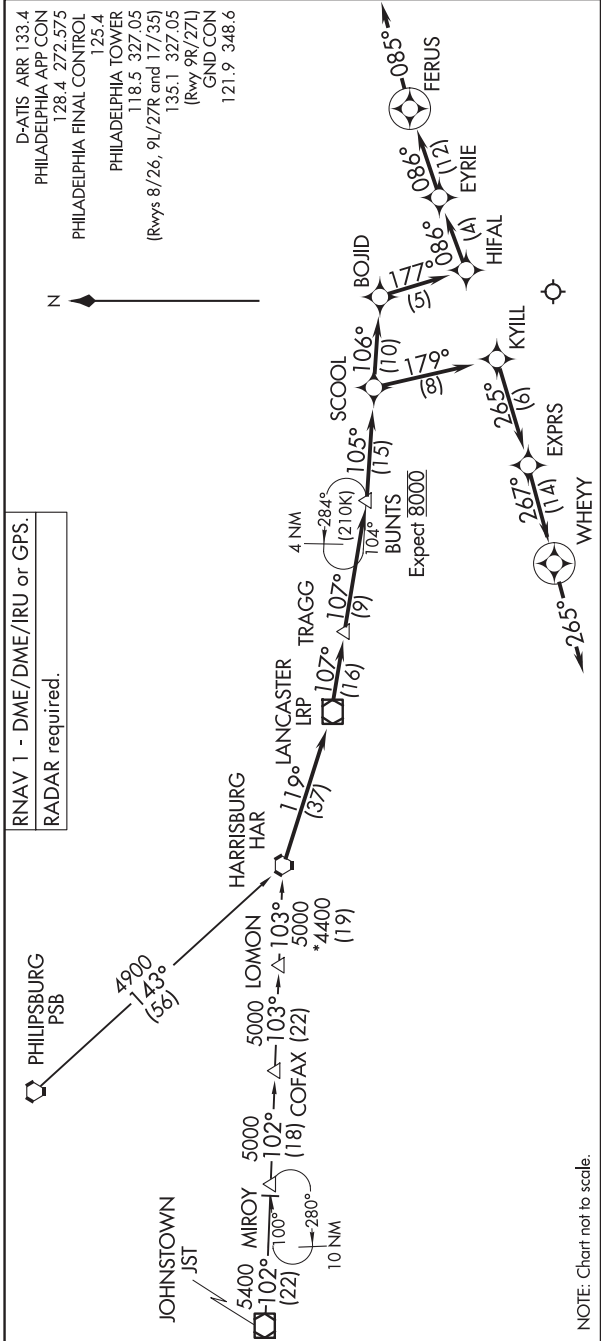 RNAV 1 - DME/DME/IRU or GPS.
RADAR required.
D-ATIS ARR 133.4
PHILADELPHIA APP CON
128.4 272.575
PHILADELPHIA FINAL CONTROL
125.4
PHILADELPHIA TOWER
118.5 327.05
(Rwys 8/26, 9L/27R and 17/35)
135.1 327.05
(Rwy 9R/27L)
GND CON
121.9 348.6
N
PHILIPSBURG
PSB
4900
143°
(56)
JOHNSTOWN
JST
5400
102°
(22)
MIROY
100°
280°
10 NM
5000
102°
(18)
COFAX
5000
103°
(22)
LOMON
103°
5000
*4400
(19)
HARRISBURG
HAR
119°
(37)
LANCASTER
LRP
107°
(16)
TRAGG
107°
(9)
4 NM
284°
(210K)
104°
BUNTS
Expect 8000
105°
(15)
SCOOL
106°
(10)
BOJID
177°
(5)
HIFAL
086°
(4)
EYRIE
086°
(12)
FERUS
085°
179°
(8)
KYILL
265°
(6)
EXPRS
267°
(14)
WHEYY
265°
NOTE: Chart not to scale.